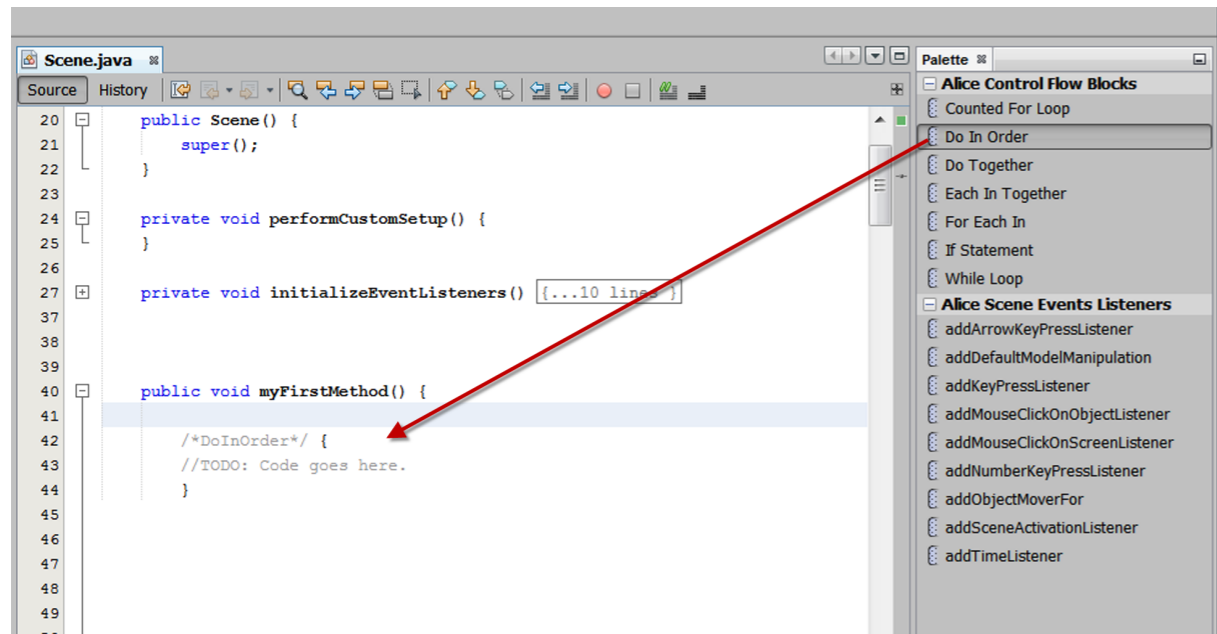 Scene.java
Source History
20 public Scene() {
21 super();
22 }
23
24 private void performCustomSetup() {
25 }
26
27 private void initializeEventListeners() {...10 lines }
37
38
39
40 public void myFirstMethod() {
41
42 /*DoInOrder*/ {
43 //TODO: Code goes here.
44 }
45
46
47
48
49
Palette
Alice Control Flow Blocks
Counted For Loop
Do In Order
Do Together
Each In Together
For Each In
If Statement
While Loop
Alice Scene Events Listeners
addArrowKeyPressListener
addDefaultModelManipulation
addKeyPressListener
addMouseClickOnObjectListener
addMouseClickOnScreenListener
addNumberKeyPressListener
addObjectMoverFor
addSceneActivationListener
addTimeListener